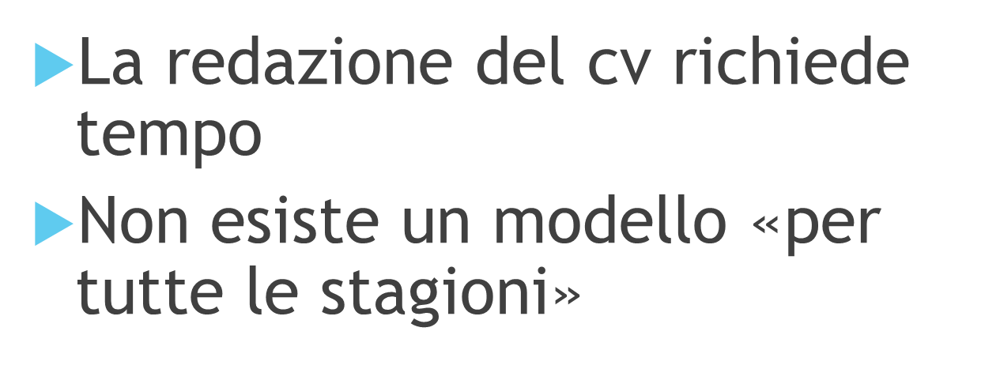 ▶La redazione del cv richiede
tempo
▶Non esiste un modello «per
tutte le stagioni»